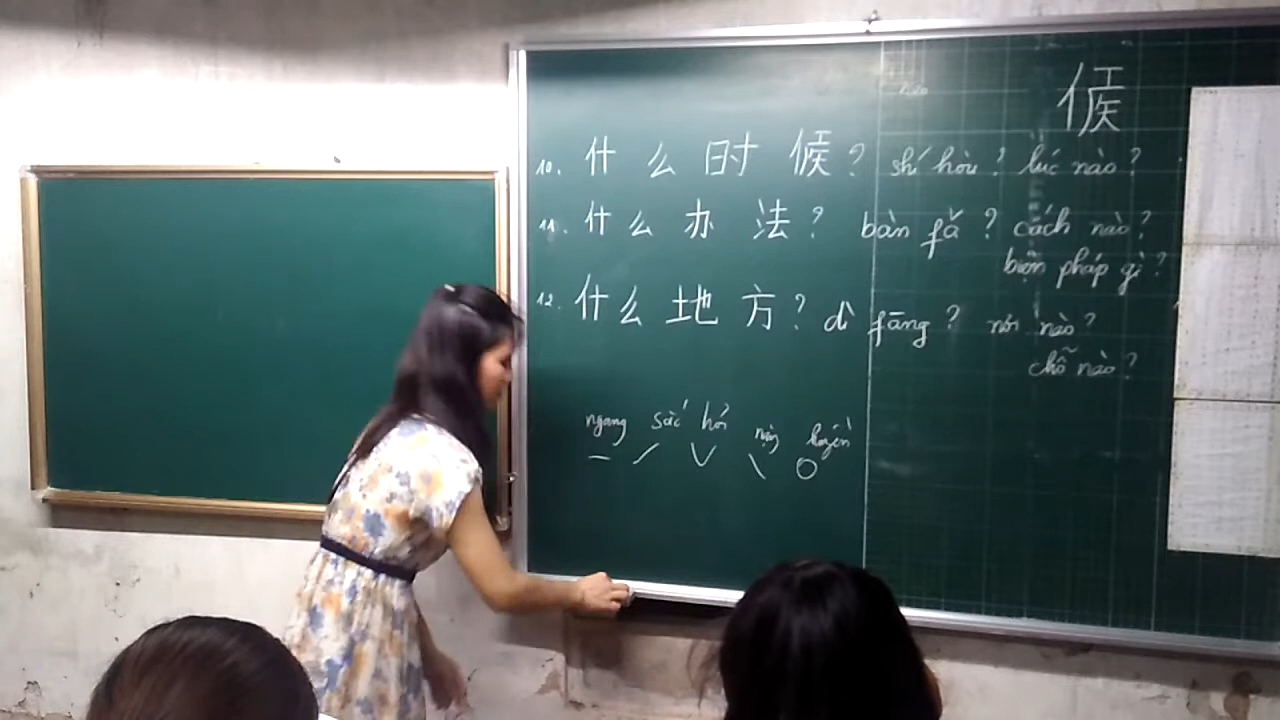 候
10. 什么时候? shí hòu? lúc nào?
11. 什么办法? bàn fǎ? cách nào?
biện pháp gì?
12. 什么地方? dì fāng? nơi nào?
chỗ nào?
ngang sắc hỏi nặng huyền